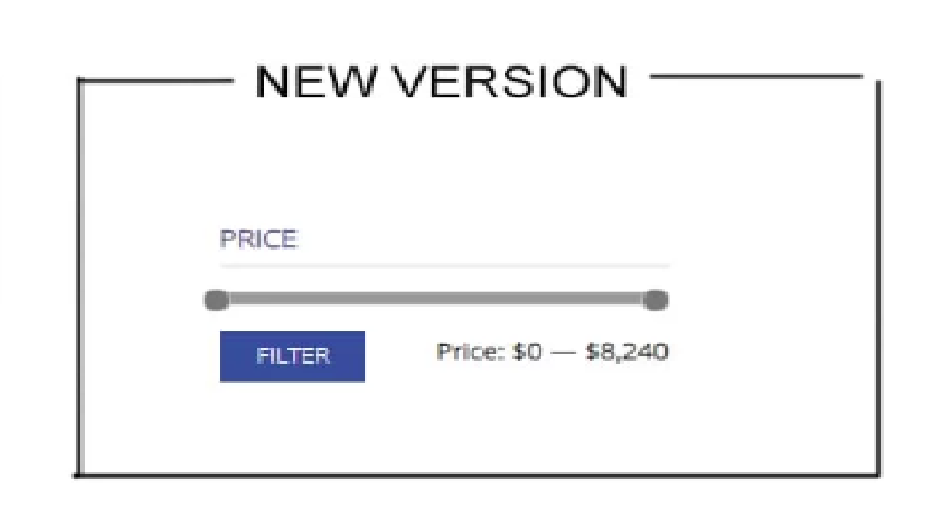 NEW VERSION
PRICE
FILTER
Price: $0 — $8,240